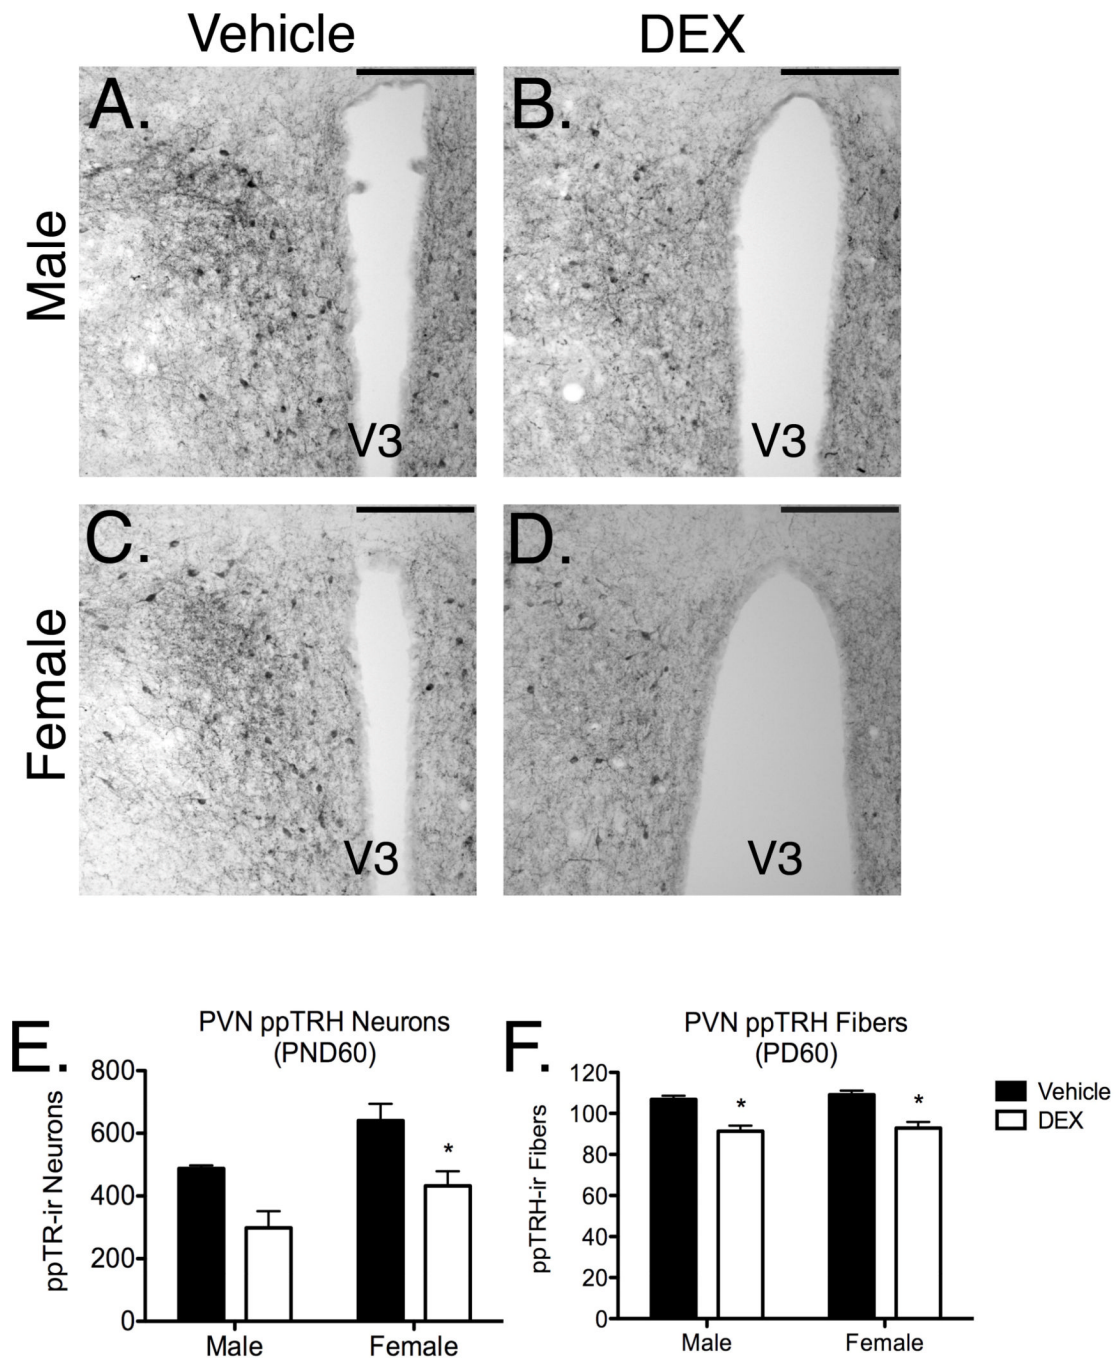 Vehicle
DEX
Male
A.
V3
B.
V3
Female
C.
V3
D.
V3
E.
PVN ppTRH Neurons
(PND60)
ppTR-ir Neurons
800
600
400
200
0
*
Male
Female
F.
PVN ppTRH Fibers
(PD60)
ppTRH-ir Fibers
120
100
80
60
40
20
0
*
*
Male
Female
Vehicle
DEX